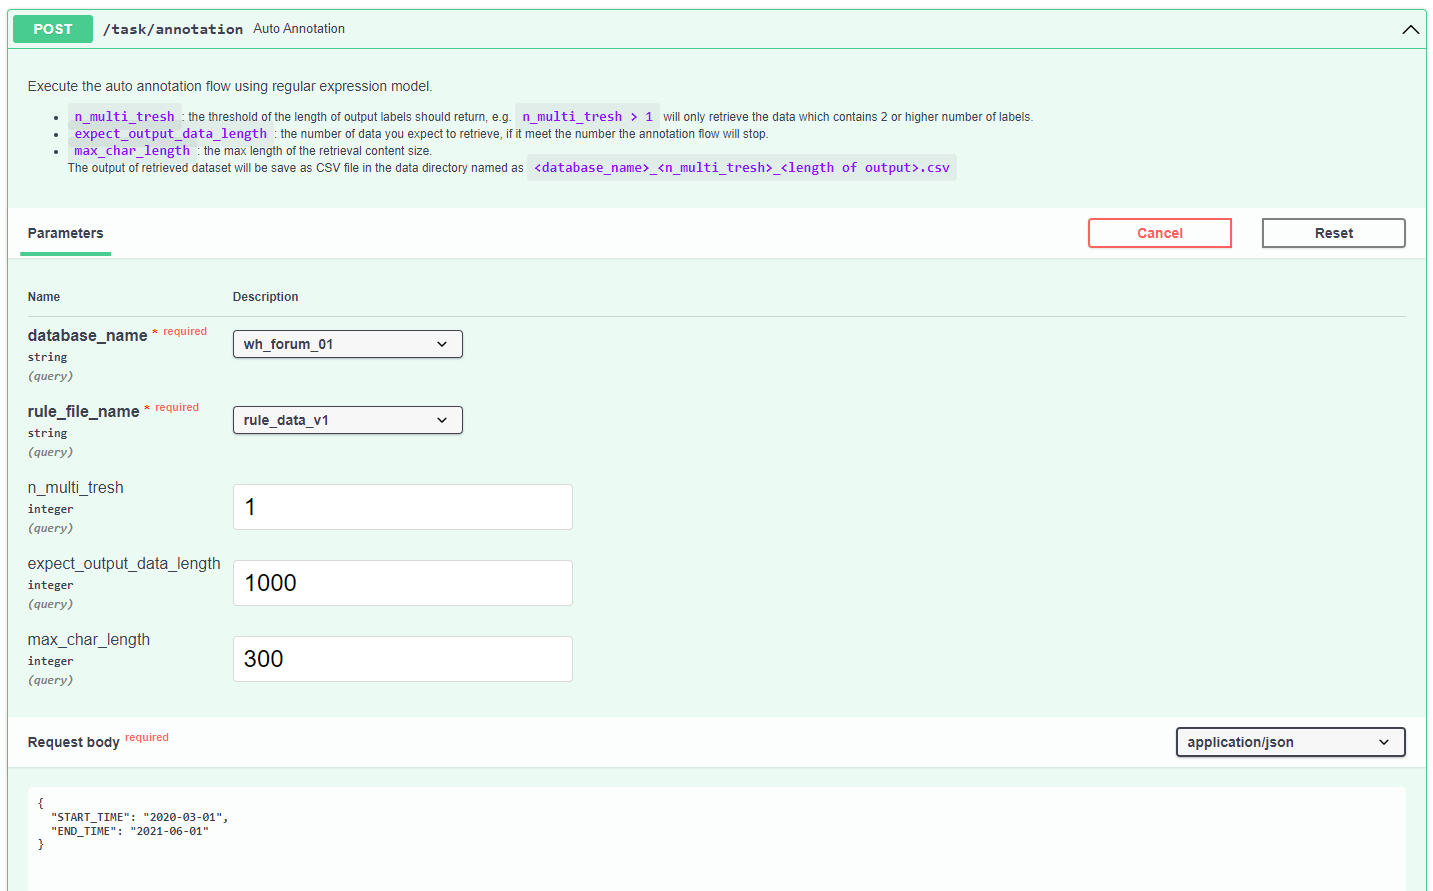 POST /task/annotation Auto Annotation
Execute the auto annotation flow using regular expression model.
n_multi_tresh : the threshold of the length of output labels should return, e.g. n_multi_tresh > 1 will only retrieve the data which contains 2 or higher number of labels.
expect_output_data_length : the number of data you expect to retrieve, if it meet the number the annotation flow will stop.
max_char_length : the max length of the retrieval content size.
The output of retrieved dataset will be save as CSV file in the data directory named as <database_name>_<n_multi_tresh>_<length of output>.csv
Parameters Cancel Reset
Name Description
database_name * required
string
(query)
wh_forum_01
rule_file_name * required
string
(query)
rule_data_v1
n_multi_tresh
integer
(query)
1
expect_output_data_length
integer
(query)
1000
max_char_length
integer
(query)
300
Request body required application/json
{
"START_TIME": "2020-03-01",
"END_TIME": "2021-06-01"
}